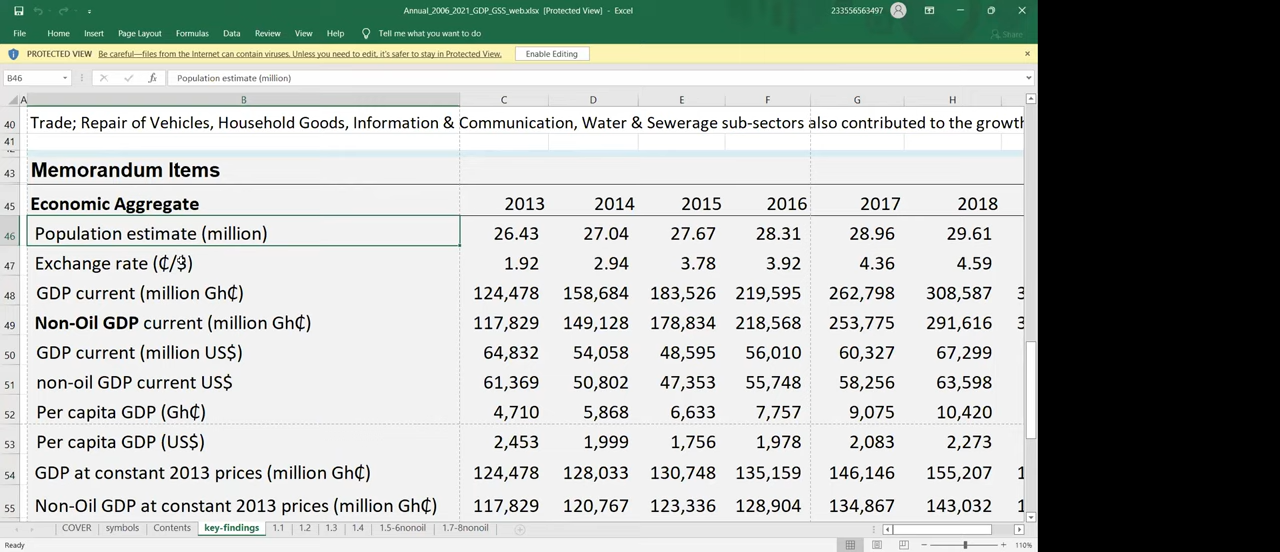 Annual_2006_2021_GDP_GSS_web.xlsx [Protected View] - Excel 233556563497
File Home Insert Page Layout Formulas Data Review View Help Tell me what you want to do Share
PROTECTED VIEW Be careful—files from the Internet can contain viruses. Unless you need to edit, it's safer to stay in Protected View. Enable Editing
B46 fx Population estimate (million)
A B C D E F G H
40 Trade; Repair of Vehicles, Household Goods, Information & Communication, Water & Sewerage sub-sectors also contributed to the growth
41
43 Memorandum Items
45 Economic Aggregate 2013 2014 2015 2016 2017 2018
46 Population estimate (million) 26.43 27.04 27.67 28.31 28.96 29.61
47 Exchange rate (₵/$) 1.92 2.94 3.78 3.92 4.36 4.59
48 GDP current (million Gh₵) 124,478 158,684 183,526 219,595 262,798 308,587 3
49 Non-Oil GDP current (million Gh₵) 117,829 149,128 178,834 218,568 253,775 291,616 3
50 GDP current (million US$) 64,832 54,058 48,595 56,010 60,327 67,299
51 non-oil GDP current US$ 61,369 50,802 47,353 55,748 58,256 63,598
52 Per capita GDP (Gh₵) 4,710 5,868 6,633 7,757 9,075 10,420
53 Per capita GDP (US$) 2,453 1,999 1,756 1,978 2,083 2,273
54 GDP at constant 2013 prices (million Gh₵) 124,478 128,033 130,748 135,159 146,146 155,207 1
55 Non-Oil GDP at constant 2013 prices (million Gh₵) 117,829 120,767 123,336 128,904 134,867 143,032 1
COVER symbols Contents key-findings 1.1 1.2 1.3 1.4 1.5-6nonoil 1.7-8nonoil
Ready 110%